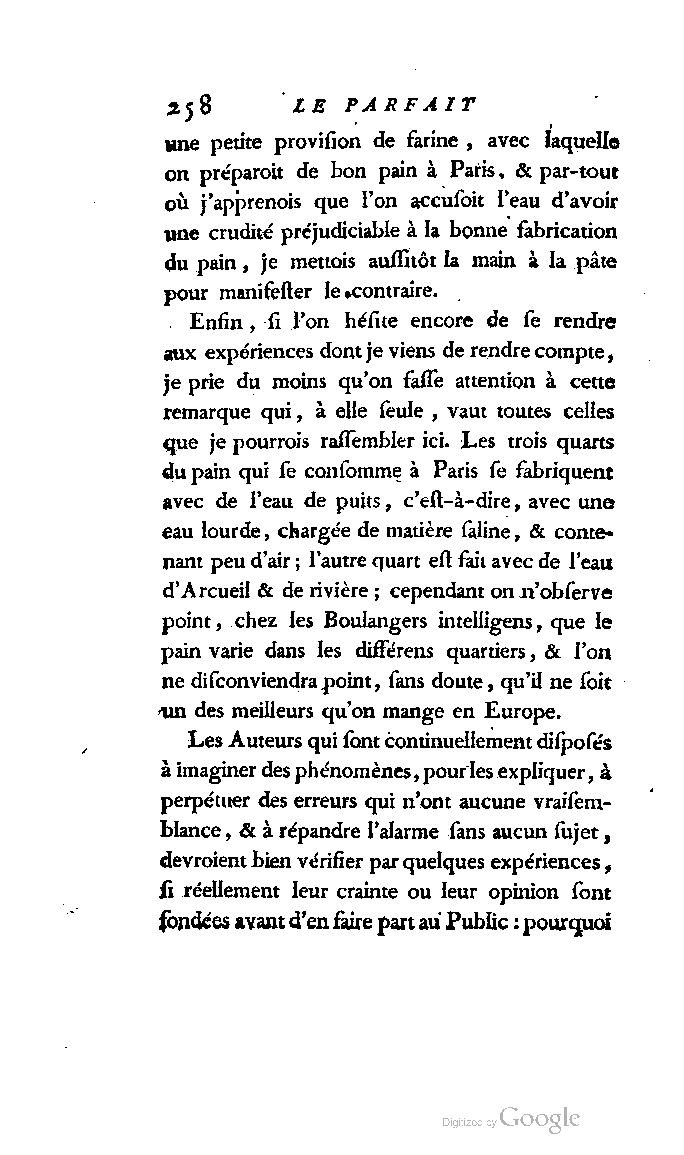 258 LE PARFAIT
une petite proviſion de farine, avec laquelle
on préparoit de bon pain à Paris, & par-tout
où j'apprenois que l'on accuſoit l'eau d'avoir
une crudité préjudiciable à la bonne fabrication
du pain, je mettois auſſitôt la main à la pâte
pour manifeſter le contraire.
Enfin, ſi l'on héſite encore de ſe rendre
aux expériences dont je viens de rendre compte,
je prie du moins qu'on faſſe attention à cette
remarque qui, à elle ſeule, vaut toutes celles
que je pourrois raſſembler ici. Les trois quarts
du pain qui ſe conſomme à Paris ſe fabriquent
avec de l'eau de puits, c'eſt-à-dire, avec une
eau lourde, chargée de matière ſaline, & conte-
nant peu d'air; l'autre quart eſt fait avec de l'eau
d'Arcueil & de rivière; cependant on n'obſerve
point, chez les Boulangers intelligens, que le
pain varie dans les différens quartiers, & l'on
ne diſconviendra point, ſans doute, qu'il ne ſoit
un des meilleurs qu'on mange en Europe.
Les Auteurs qui ſont continuellement diſpoſés
à imaginer des phénomènes, pour les expliquer, à
perpétuer des erreurs qui n'ont aucune vraiſem-
blance, & à répandre l'alarme ſans aucun ſujet,
devroient bien vérifier par quelques expériences,
ſi réellement leur crainte ou leur opinion ſont
fondées avant d'en faire part au Public : pourquoi
Digitized by Google